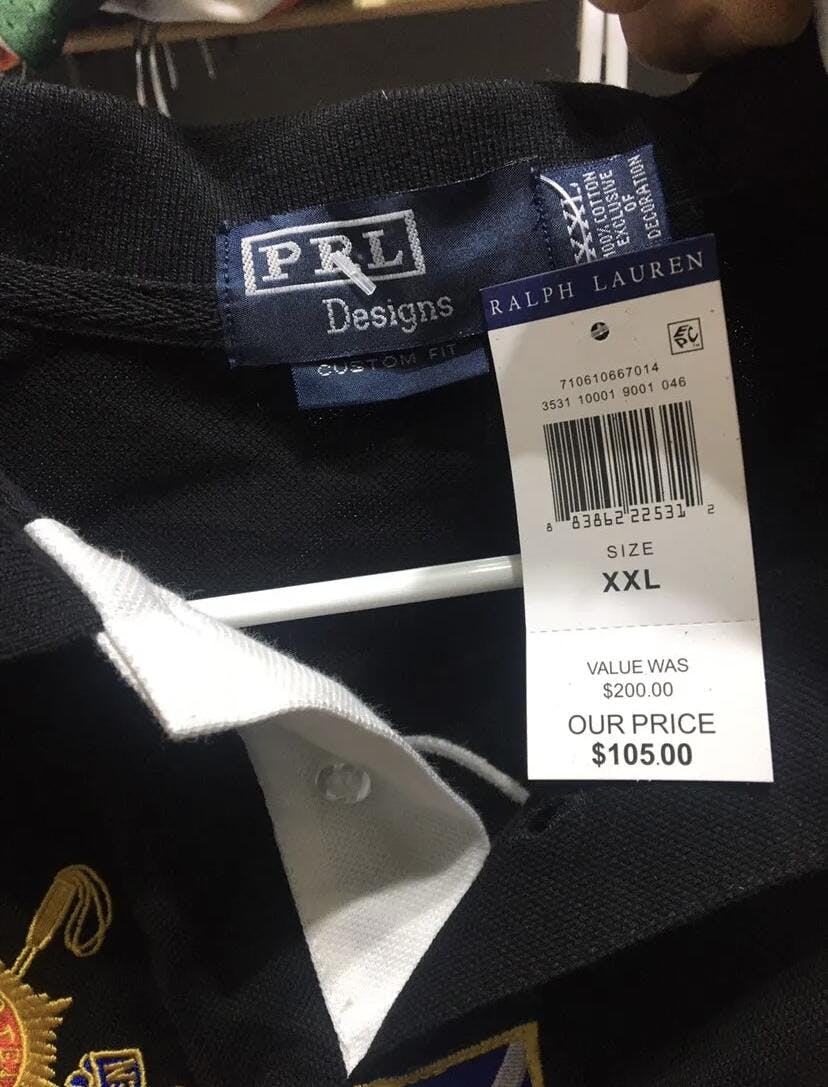 PRL
Designs
CUSTOM FIT
XXL
100% COTTON
EXCLUSIVE
OF
DECORATION
RALPH LAUREN
EPC
710610667014
3531 10001 9001 046
8 83862 22531 2
SIZE
XXL
VALUE WAS
$200.00
OUR PRICE
$105.00